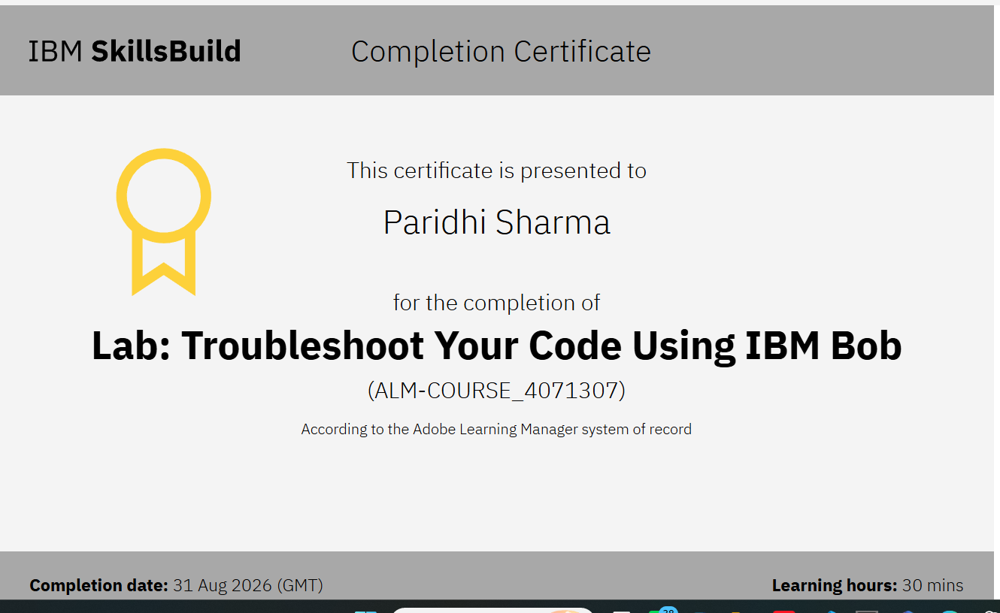 IBM SkillsBuild
Completion Certificate
This certificate is presented to
Paridhi Sharma
for the completion of
Lab: Troubleshoot Your Code Using IBM Bob
(ALM-COURSE_4071307)
According to the Adobe Learning Manager system of record
Completion date: 31 Aug 2026 (GMT)
Learning hours: 30 mins